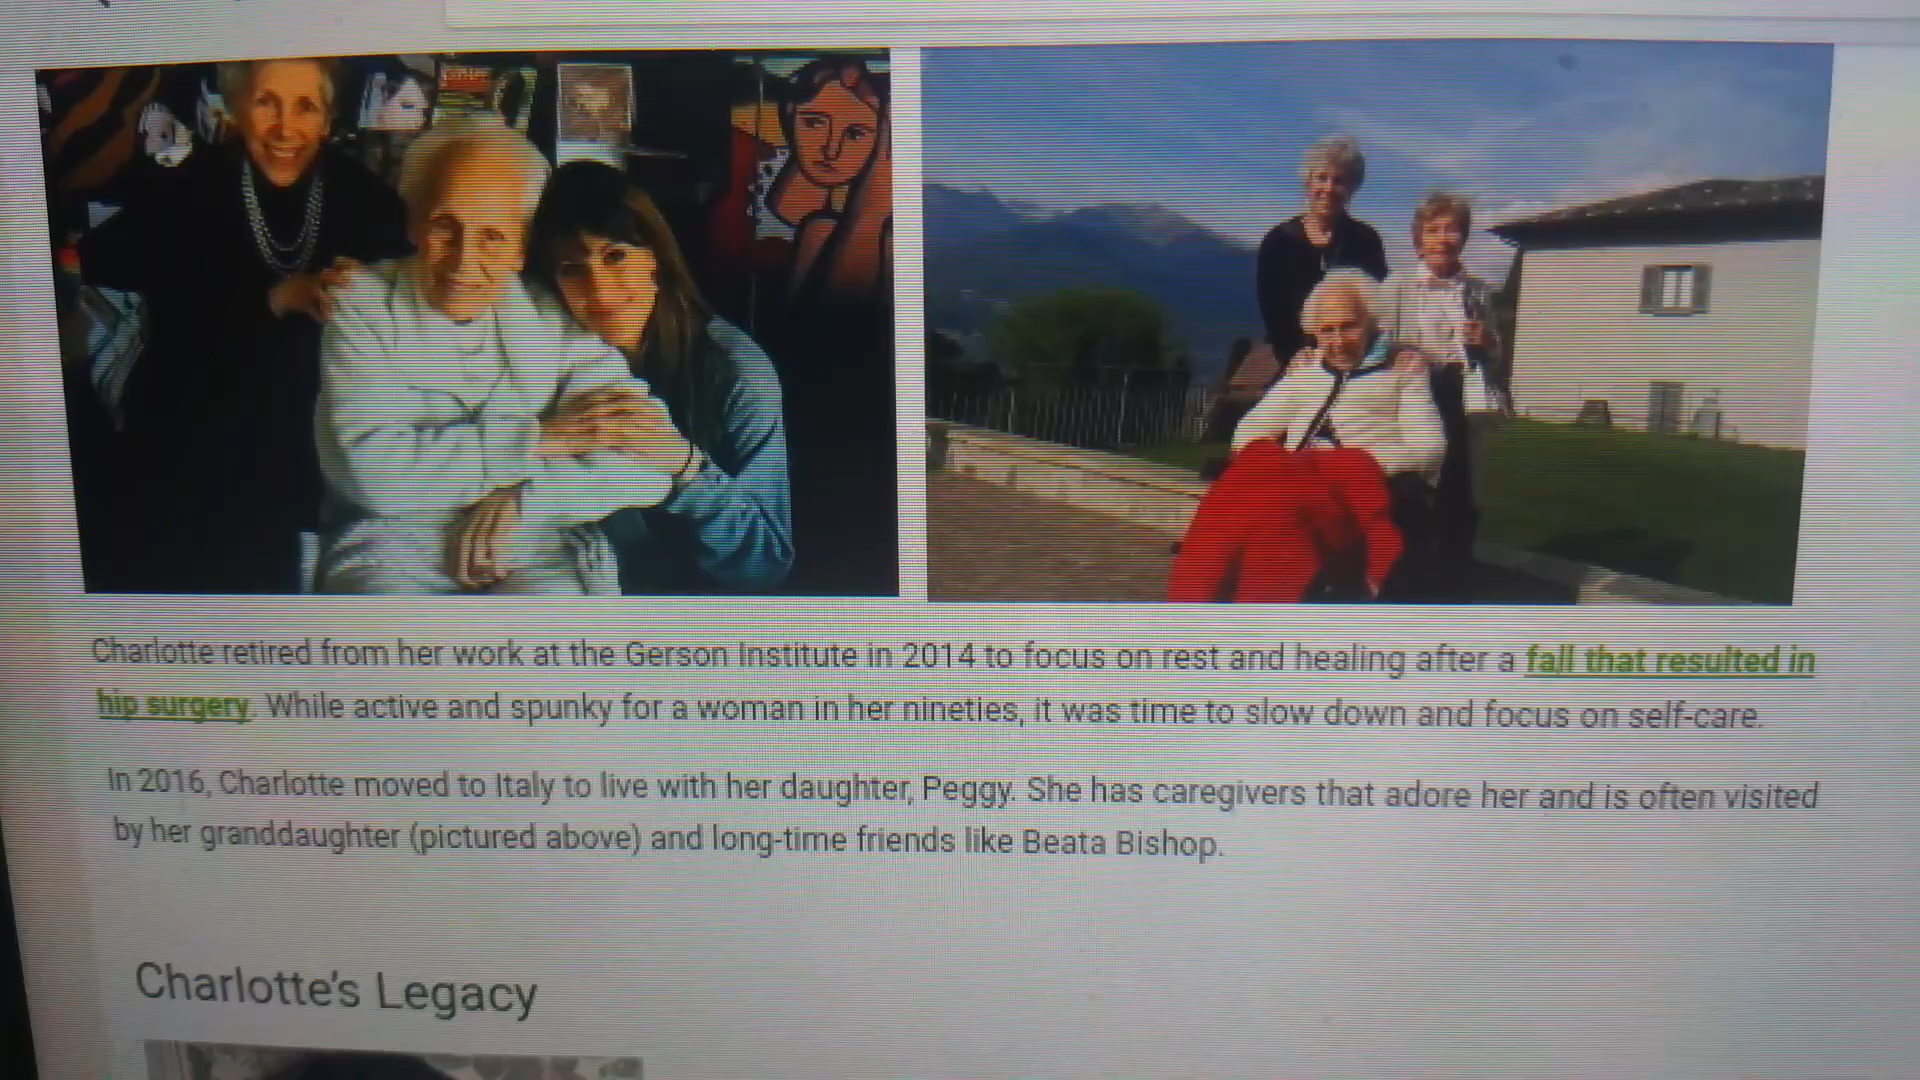 Charlotte retired from her work at the Gerson Institute in 2014 to focus on rest and healing after a fall that resulted in
hip surgery. While active and spunky for a woman in her nineties, it was time to slow down and focus on self-care.
In 2016, Charlotte moved to Italy to live with her daughter, Peggy. She has caregivers that adore her and is often visited
by her granddaughter (pictured above) and long-time friends like Beata Bishop.
Charlotte's Legacy